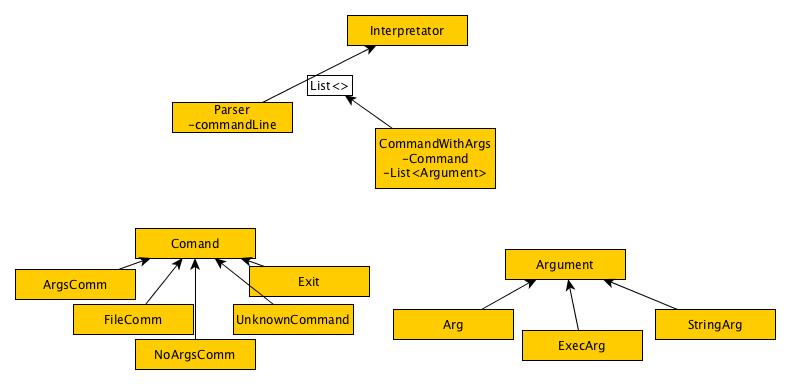 Interpretator
List<>
Parser
-commandLine
CommandWithArgs
-Command
-List<Argument>
Comand
ArgsComm
Exit
FileComm
UnknownCommand
NoArgsComm
Argument
Arg
StringArg
ExecArg